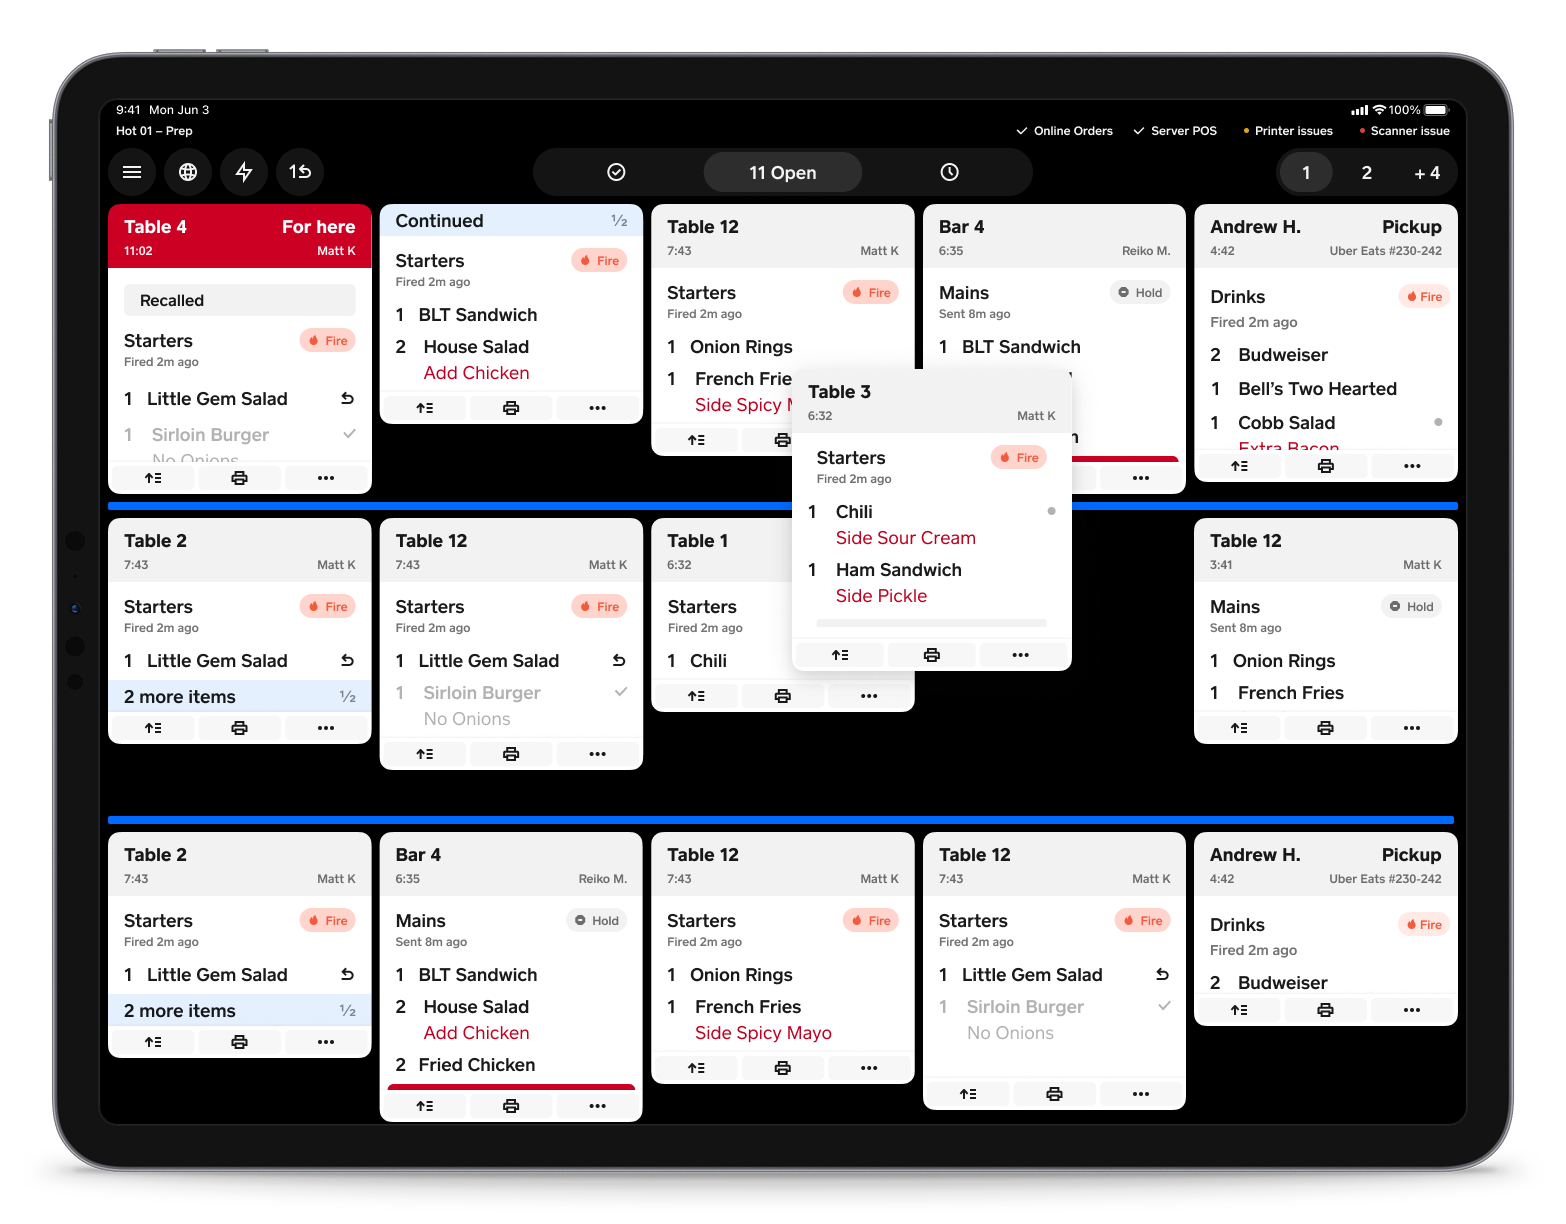 9:41 Mon Jun 3
100%
Hot 01 – Prep
Online Orders
Server POS
Printer issues
Scanner issue
1
11 Open
1
2
+ 4
Table 4
For here
11:02
Matt K
Recalled
Starters
Fire
Fired 2m ago
1 Little Gem Salad
1 Sirloin Burger
No Onions
Continued
½
Starters
Fire
Fired 2m ago
1 BLT Sandwich
2 House Salad
Add Chicken
Table 12
7:43
Matt K
Starters
Fire
Fired 2m ago
1 Onion Rings
1 French Frie
Side Spicy
Bar 4
6:35
Reiko M.
Mains
Hold
Sent 8m ago
1 BLT Sandwich
Andrew H.
Pickup
4:42
Uber Eats #230-242
Drinks
Fire
Fired 2m ago
2 Budweiser
1 Bell's Two Hearted
1 Cobb Salad
Extra Bacon
Table 3
6:32
Matt K
Starters
Fire
Fired 2m ago
1 Chili
Side Sour Cream
1 Ham Sandwich
Side Pickle
Table 2
7:43
Matt K
Starters
Fire
Fired 2m ago
1 Little Gem Salad
2 more items
½
Table 12
7:43
Matt K
Starters
Fire
Fired 2m ago
1 Little Gem Salad
1 Sirloin Burger
No Onions
Table 1
6:32
Starters
Fired 2m ago
1 Chili
Table 12
3:41
Matt K
Mains
Hold
Sent 8m ago
1 Onion Rings
1 French Fries
Table 2
7:43
Matt K
Starters
Fire
Fired 2m ago
1 Little Gem Salad
2 more items
½
Bar 4
6:35
Reiko M.
Mains
Hold
Sent 8m ago
1 BLT Sandwich
2 House Salad
Add Chicken
2 Fried Chicken
Table 12
7:43
Matt K
Starters
Fire
Fired 2m ago
1 Onion Rings
1 French Fries
Side Spicy Mayo
Table 12
7:43
Matt K
Starters
Fire
Fired 2m ago
1 Little Gem Salad
1 Sirloin Burger
No Onions
Andrew H.
Pickup
4:42
Uber Eats #230-242
Drinks
Fire
Fired 2m ago
2 Budweiser